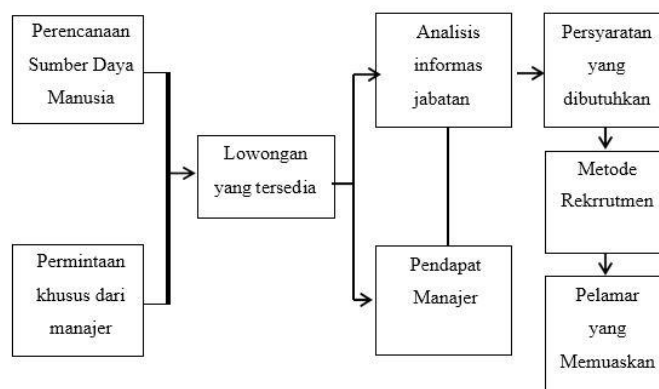 Perencanaan
Sumber Daya
Manusia
Permintaan
khusus dari
manajer
Lowongan
yang tersedia
Analisis
informas
jabatan
Pendapat
Manajer
Persyaratan
yang
dibutuhkan
Metode
Rekrrutmen
Pelamar
yang
Memuaskan